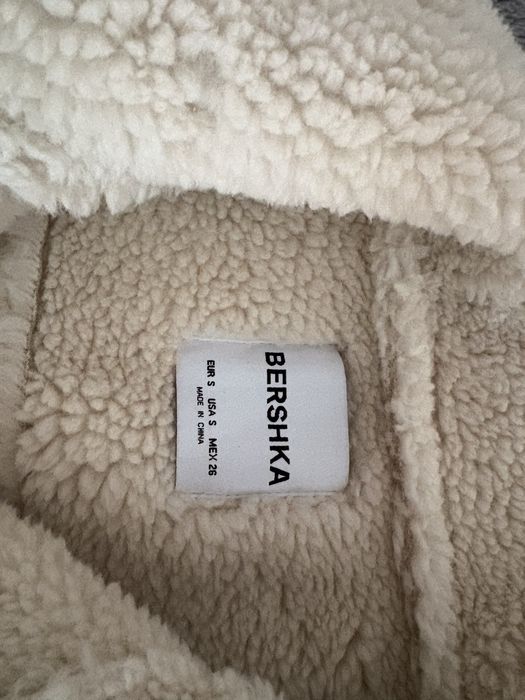 BERSHKA
EUR S USA S MEX 26
MADE IN CHINA